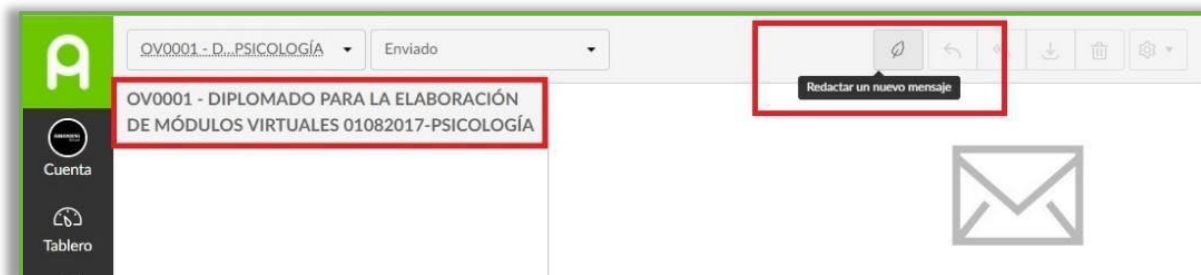 OV0001 - D...PSICOLOGÍA
Enviado
Redactar un nuevo mensaje
OV0001 - DIPLOMADO PARA LA ELABORACIÓN
DE MÓDULOS VIRTUALES 01082017-PSICOLOGÍA
Cuenta
Tablero